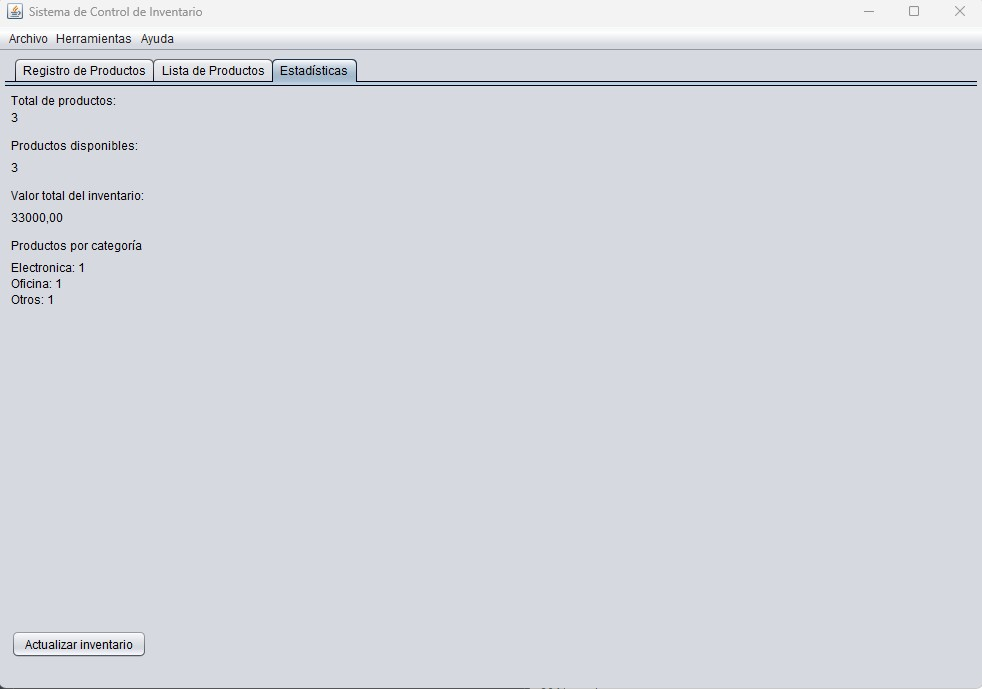 Sistema de Control de Inventario
Archivo Herramientas Ayuda
Registro de Productos Lista de Productos Estadísticas
Total de productos:
3
Productos disponibles:
3
Valor total del inventario:
33000,00
Productos por categoría
Electronica: 1
Oficina: 1
Otros: 1
Actualizar inventario